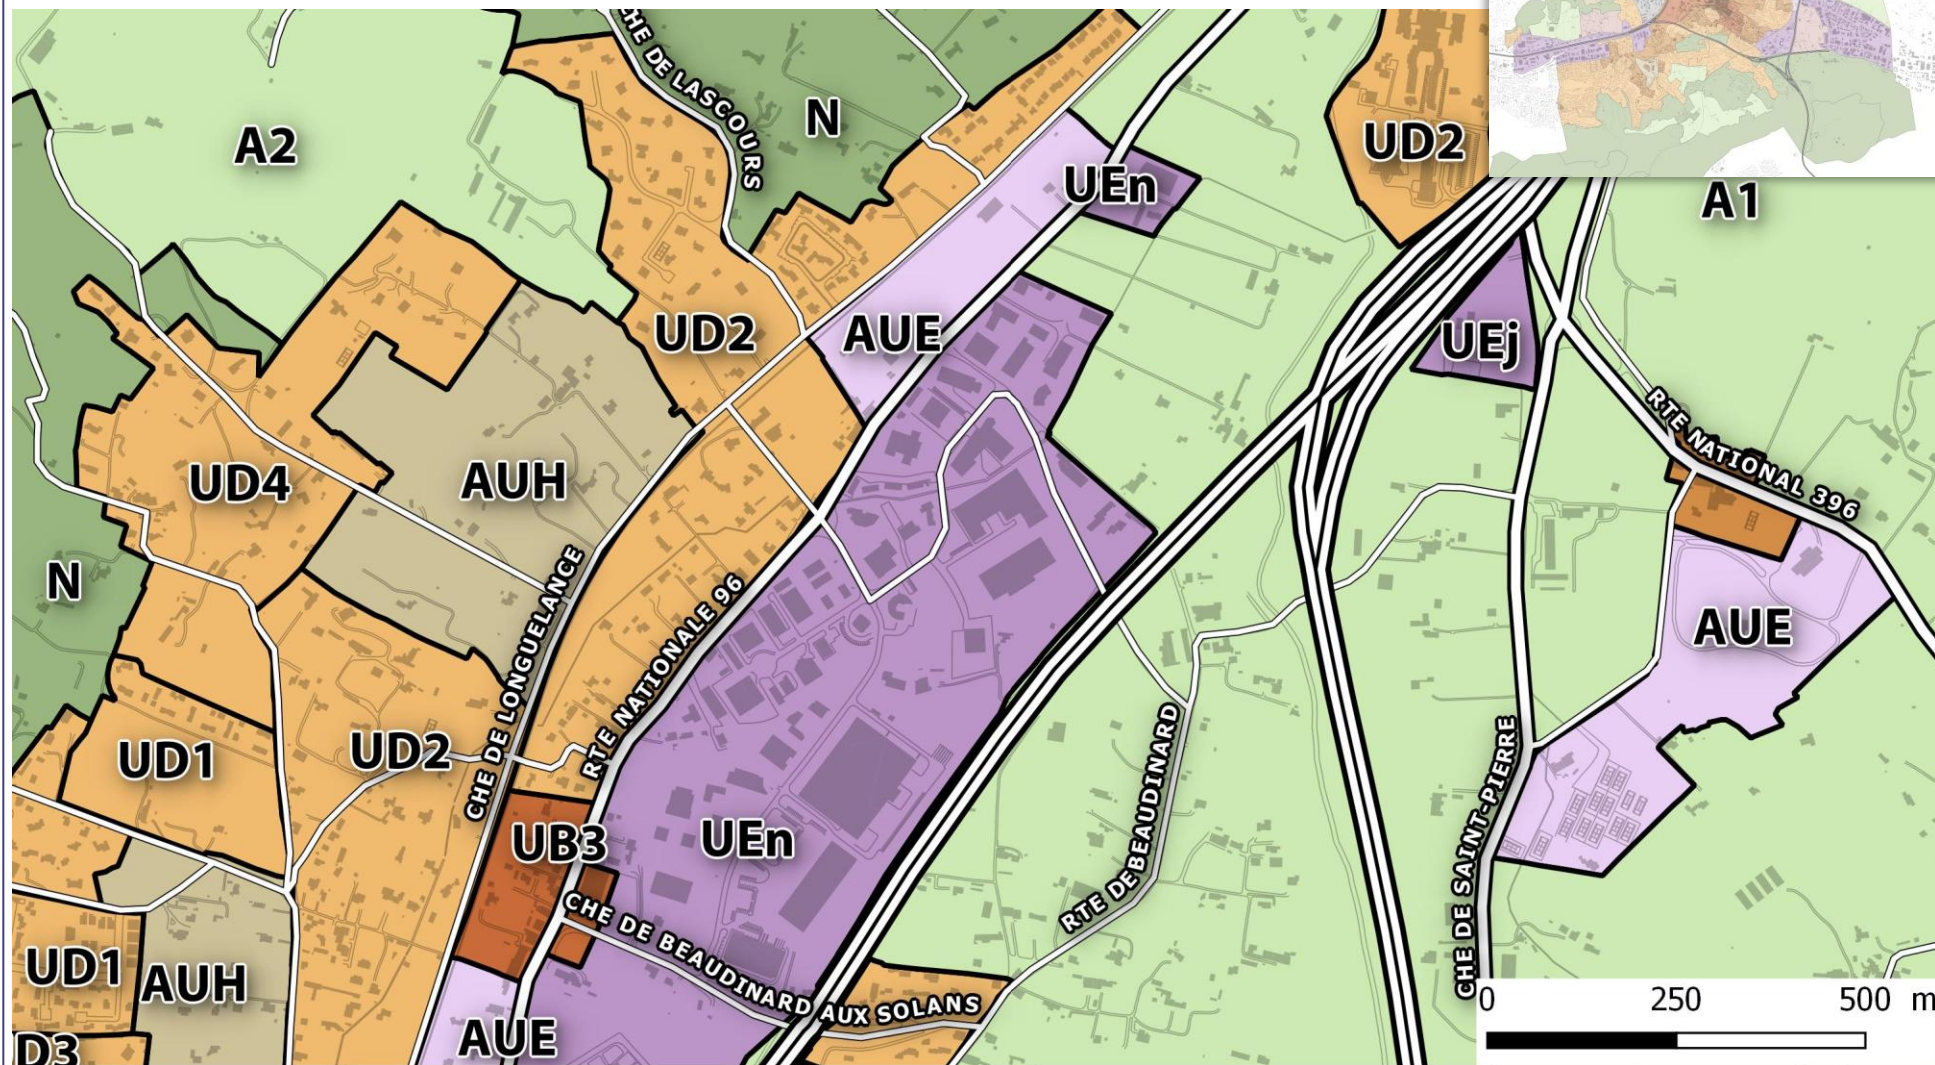 CHE DE LASCOURS
N
A2
UD2
UEn
A1
UD2
AUE
UEj
RTE NATIONAL 396
UD4
AUH
N
CHE DE LONGUELANCE
RTE NATIONALE 96
AUE
UD1
UD2
CHE DE SAINT-PIERRE
RTE DE BEAUDINARD
UB3
UEn
CHE DE BEAUDINARD AUX SOLANS
UD1
AUH
AUE
D3
0 250 500 m